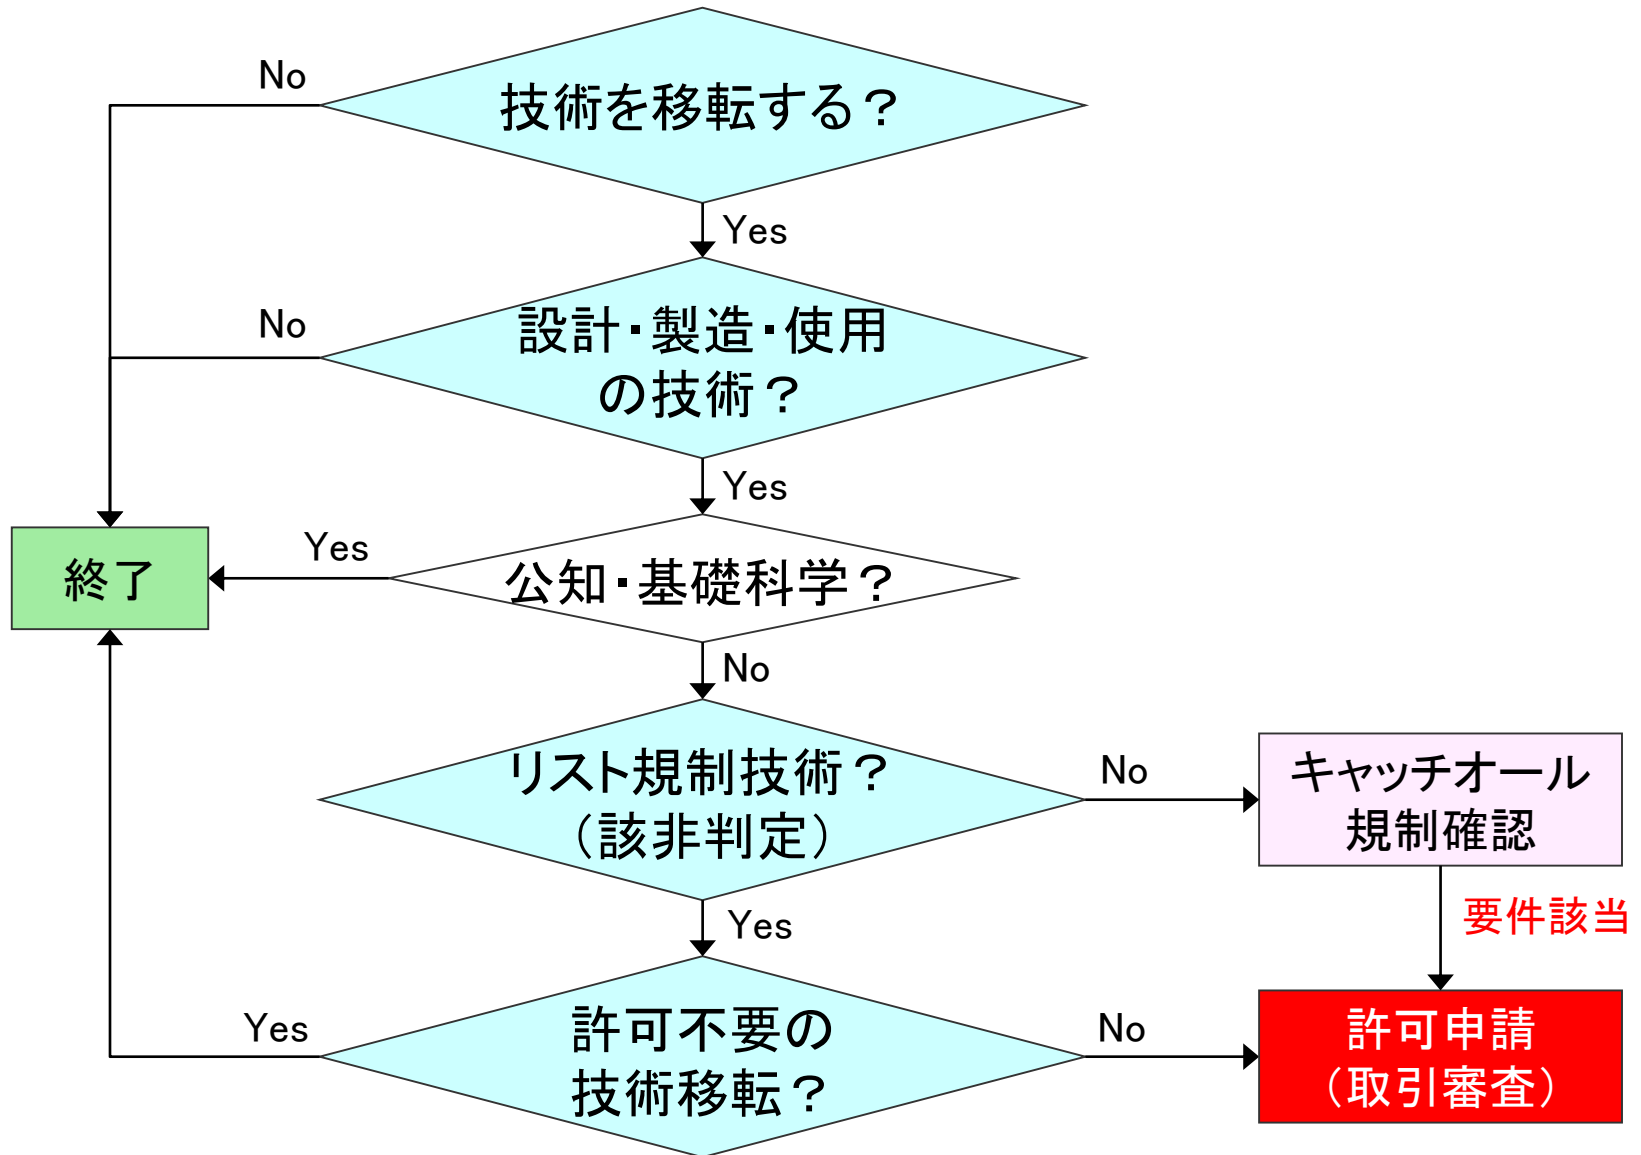 No
技術を移転する？
Yes
No
設計・製造・使用
の技術？
Yes
終了
Yes
公知・基礎科学？
No
リスト規制技術？
（該非判定）
No
キャッチオール
規制確認
Yes
要件該当
Yes
許可不要の
技術移転？
No
許可申請
（取引審査）